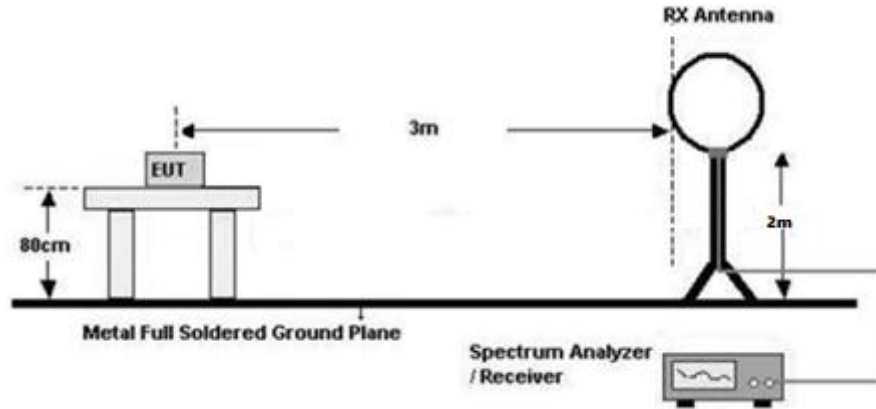 RX Antenna
3m
EUT
80cm
2m
Metal Full Soldered Ground Plane
Spectrum Analyzer
/ Receiver